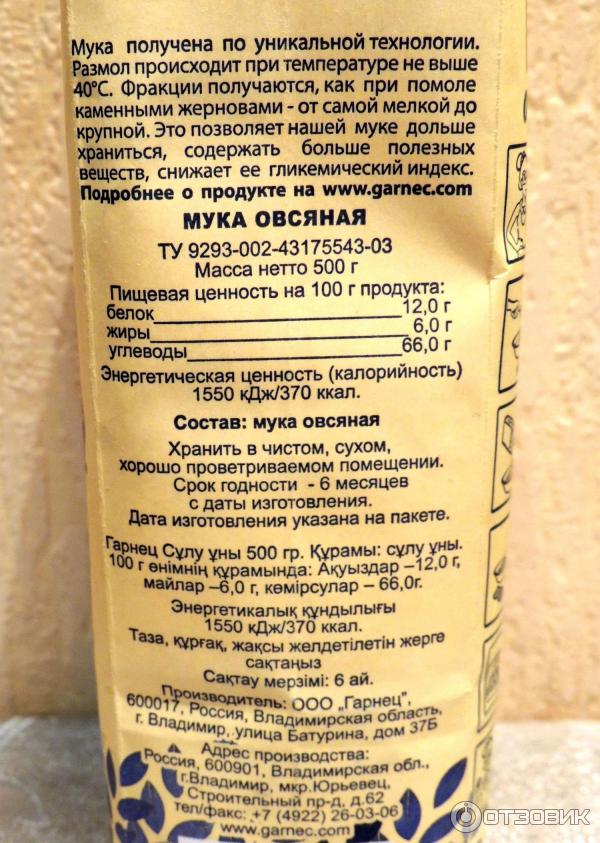 Мука получена по уникальной технологии.
Размол происходит при температуре не выше
40°С. Фракции получаются, как при помоле
каменными жерновами - от самой мелкой до
крупной. Это позволяет нашей муке дольше
храниться, содержать больше полезных
веществ, снижает ее гликемический индекс.
Подробнее о продукте на www.garnec.com
МУКА ОВСЯНАЯ
ТУ 9293-002-43175543-03
Масса нетто 500 г
Пищевая ценность на 100 г продукта:
белок 12,0 г
жиры 6,0 г
углеводы 66,0 г
Энергетическая ценность (калорийность)
1550 кДж/370 ккал.
Состав: мука овсяная
Хранить в чистом, сухом,
хорошо проветриваемом помещении.
Срок годности - 6 месяцев
с даты изготовления.
Дата изготовления указана на пакете.
Гарнец Сұлу ұны 500 гр. Құрамы: сұлу ұны.
100 г өнімнің құрамында: Ақуыздар –12,0 г,
майлар –6,0 г, көмірсулар – 66,0г.
Энергетикалық құндылығы
1550 кДж/370 ккал.
Таза, құрғақ, жақсы желдетілетін жерге
сақтаңыз
Сақтау мерзімі: 6 ай.
Производитель: ООО „Гарнец",
600017, Россия, Владимирская область,
г. Владимир, улица Батурина, дом 37Б
Адрес производства:
Россия, 600901, Владимирская обл.,
г.Владимир, мкр.Юрьевец,
Строительный пр-д, д.62
тел/факс: +7 (4922) 26-03-06
www.garnec.com
ОТЗОВИК